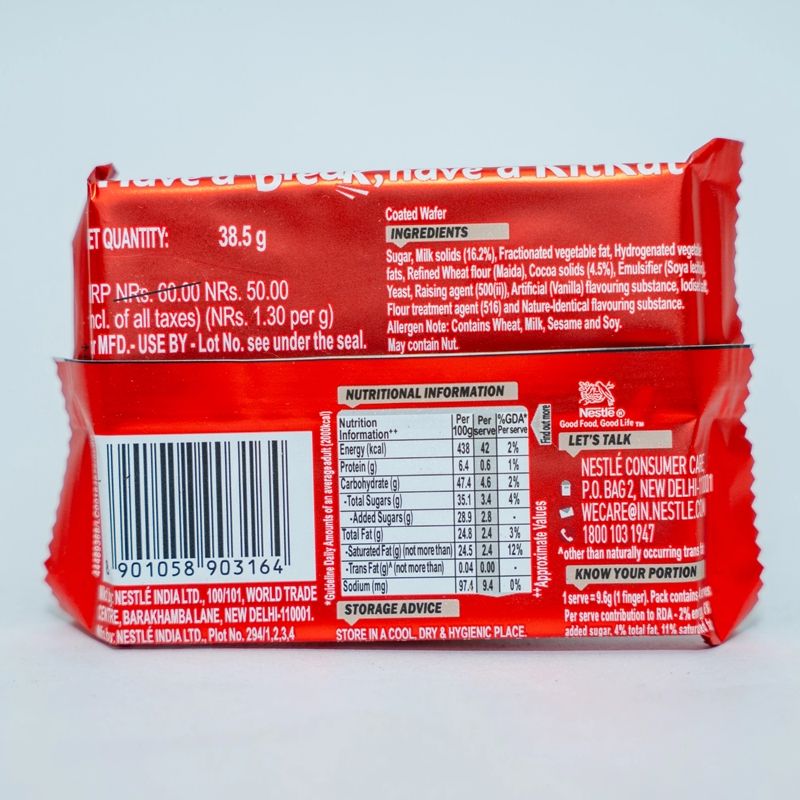 Have a Break, have a KitKat
ET QUANTITY: 38.5 g
RP NRs. 60.00 NRs. 50.00
ncl. of all taxes) (NRs. 1.30 per g)
r MFD.- USE BY - Lot No. see under the seal.
Coated Wafer
INGREDIENTS
Sugar, Milk solids (16.2%), Fractionated vegetable fat, Hydrogenated vegetable
fats, Refined Wheat flour (Maida), Cocoa solids (4.5%), Emulsifier (Soya lecithin),
Yeast, Raising agent (500(ii)), Artificial (Vanilla) flavouring substance, Iodised salt,
Flour treatment agent (516) and Nature-Identical flavouring substance.
Allergen Note: Contains Wheat, Milk, Sesame and Soy.
May contain Nut.
8 901058 903164
NESTLÉ INDIA LTD., 100/101, WORLD TRADE
CENTRE, BARAKHAMBA LANE, NEW DELHI-110001.
NESTLÉ INDIA LTD., Plot No. 294/1,2,3,4
*Guideline Daily Amounts of an average adult (2000kcal)
NUTRITIONAL INFORMATION
Nutrition Information++ Per 100g Per serve %GDA* Per serve
Energy (kcal) 438 42 2%
Protein (g) 6.4 0.6 1%
Carbohydrate (g) 47.4 4.6 2%
-Total Sugars (g) 35.1 3.4 4%
-Added Sugars (g) 28.9 2.8 -
Total Fat (g) 24.8 2.4 3%
-Saturated Fat (g) (not more than) 24.5 2.4 12%
-Trans Fat (g)^ (not more than) 0.04 0.00 -
Sodium (mg) 97.4 9.4 0%
++Approximate Values
STORAGE ADVICE
STORE IN A COOL, DRY & HYGIENIC PLACE.
Find out more
Nestlé ®
Good Food, Good Life TM
LET'S TALK
NESTLÉ CONSUMER CARE
P.O. BAG 2, NEW DELHI-110001
WECARE@IN.NESTLE.COM
1800 103 1947
^other than naturally occurring trans fat
KNOW YOUR PORTION
1 serve = 9.6g (1 finger). Pack contains
Per serve contribution to RDA - 2%
added sugar, 4% total fat, 11% saturated